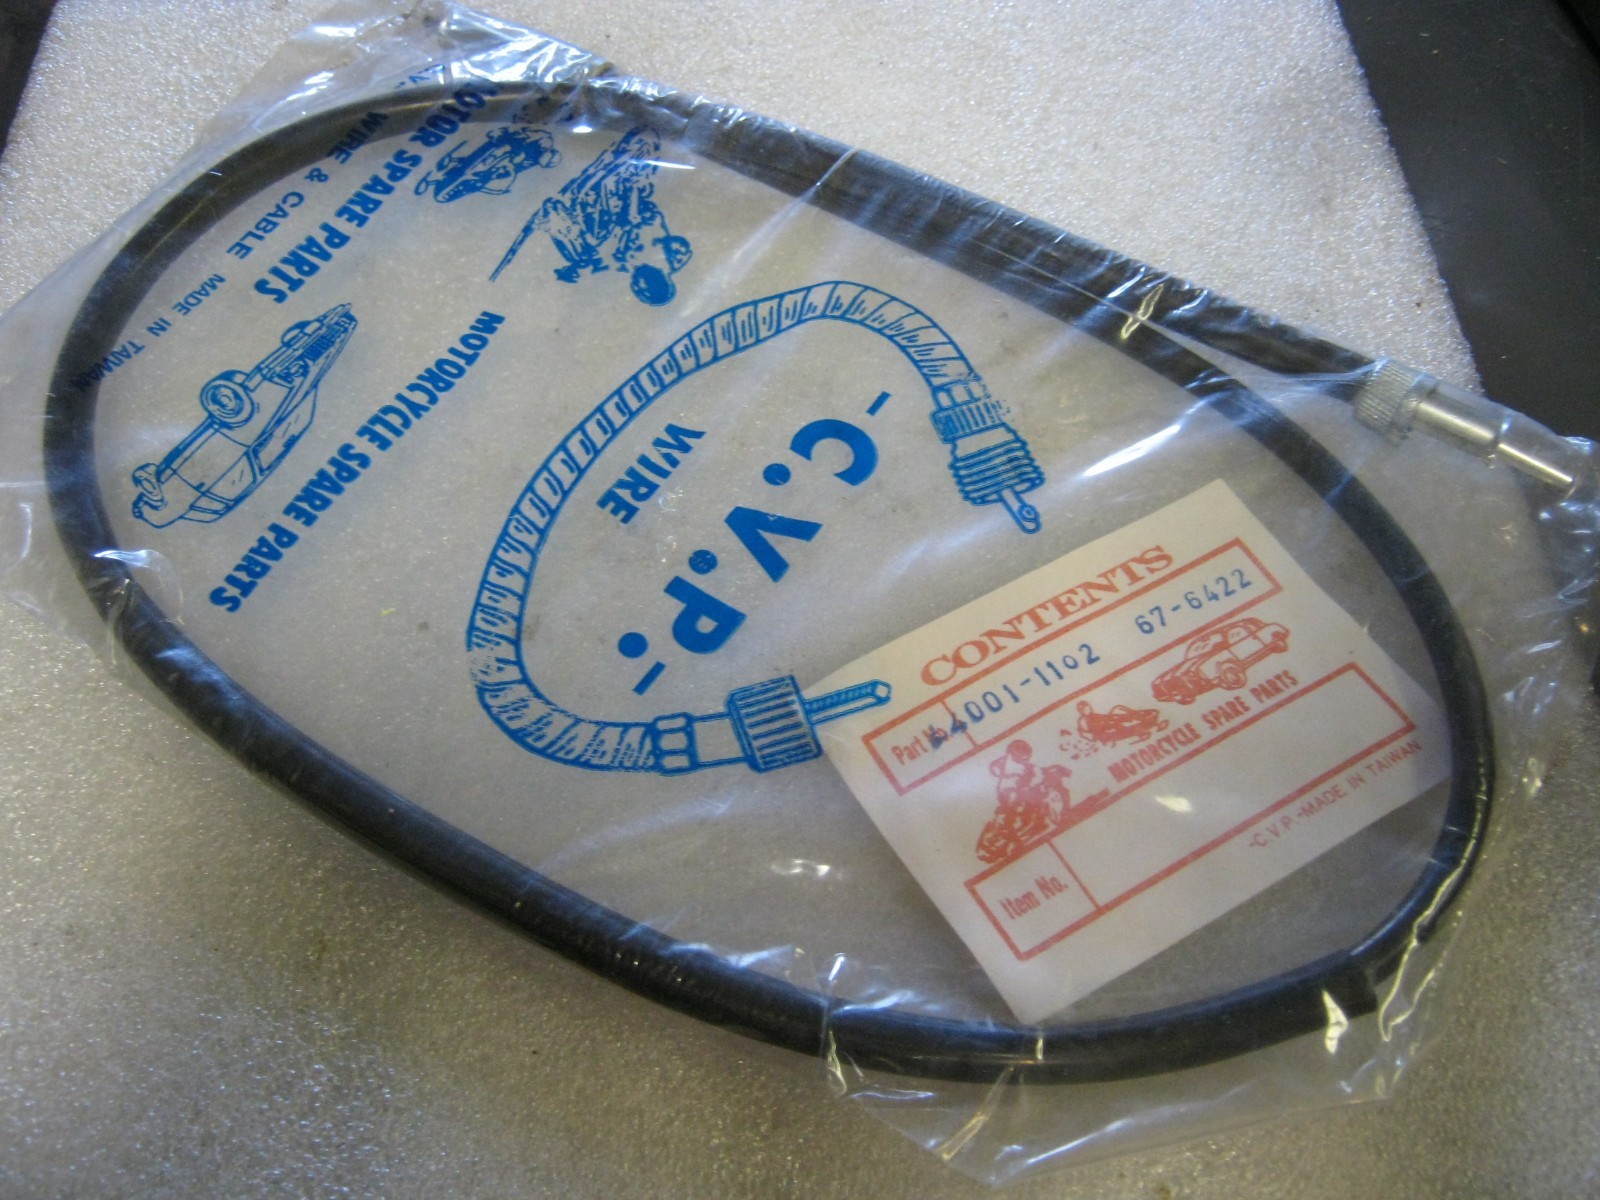 MOTOR SPARE PARTS
WIRE & CABLE MADE IN TAIWAN
MOTORCYCLE SPARE PARTS
-C.V.P.-
WIRE
CONTENTS
Part No. 44001-1102 67-6422
MOTORCYCLE SPARE PARTS
Item No.
-C.V.P.-MADE IN TAIWAN